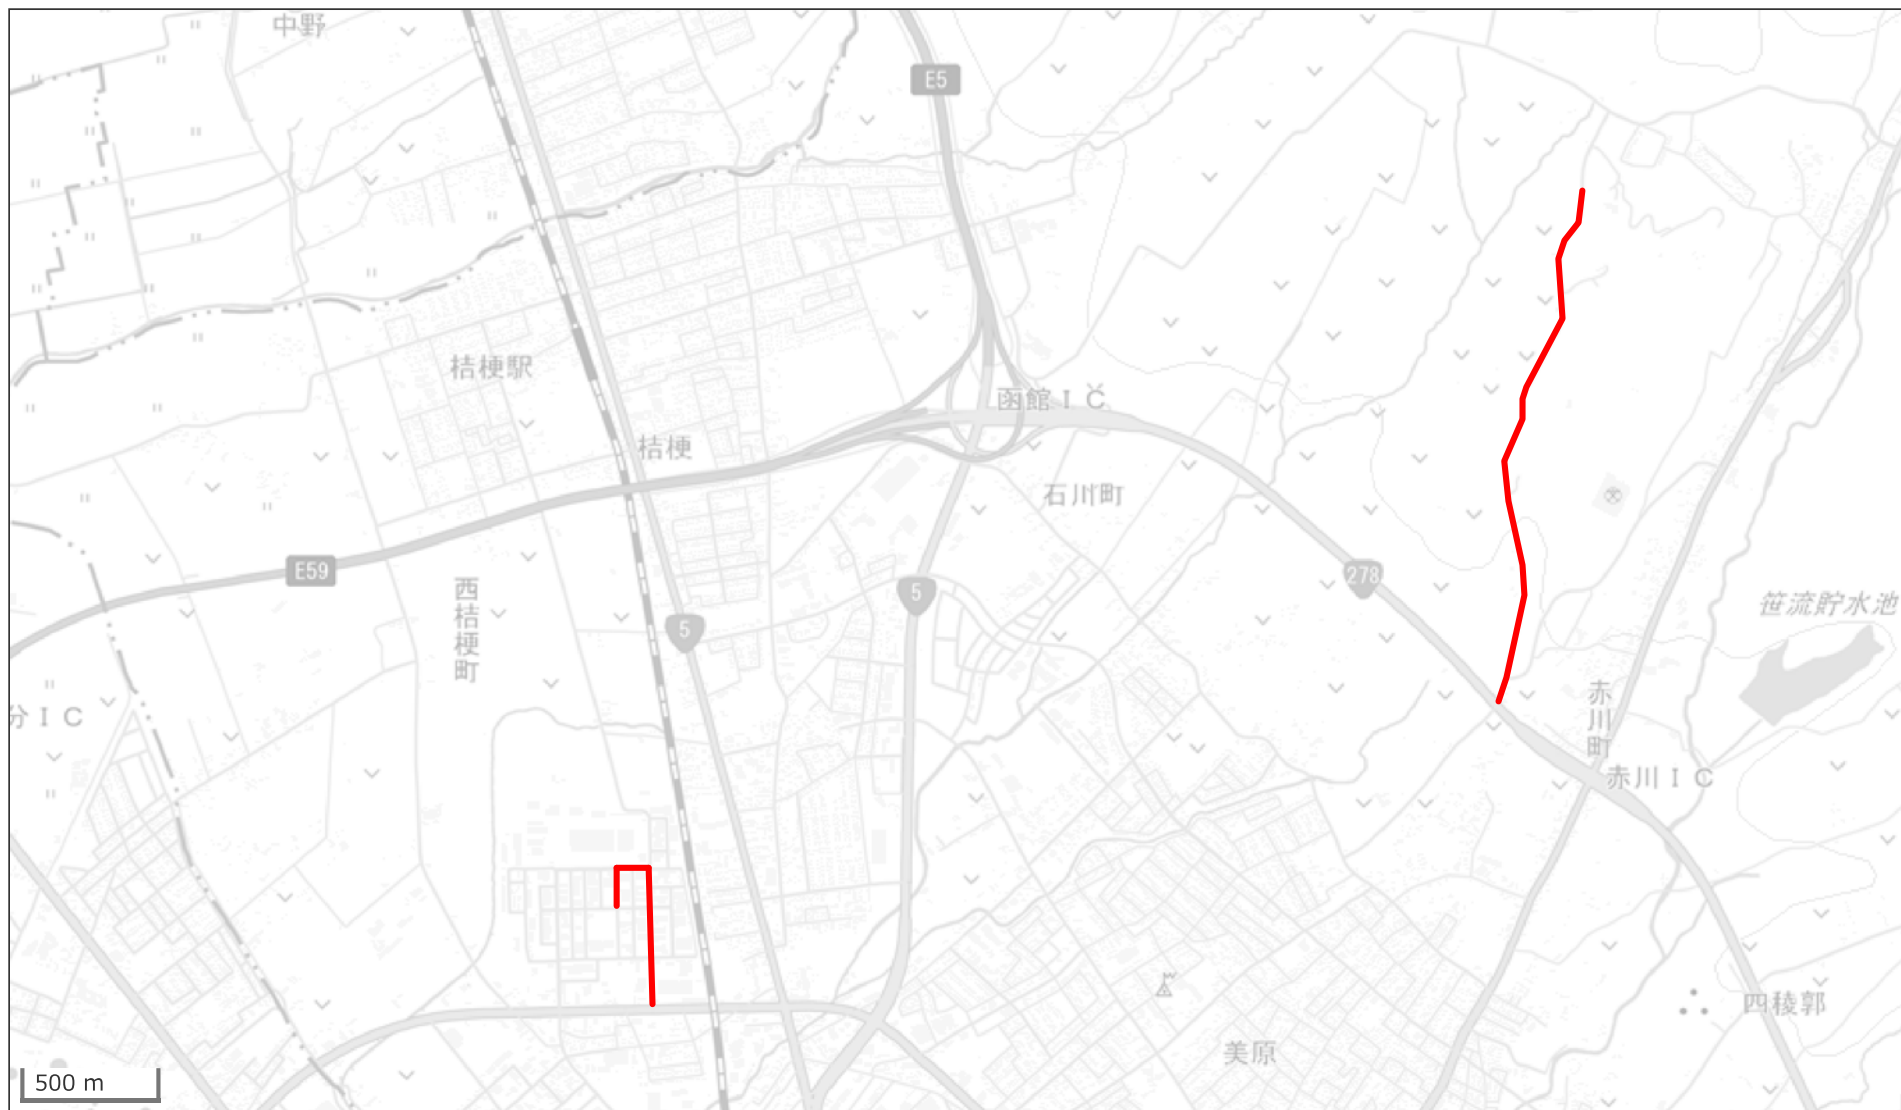 中野
E5
桔梗駅
函館IC
桔梗
石川町
E59
278
西桔梗町
5
5
笹流貯水池
赤川町
分IC
赤川IC
四稜郭
美原
500 m